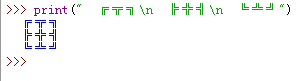 >>> print("  ╔╦╗\n  ╠╬╣\n  ╚╩╝")
  ╔╦╗
  ╠╬╣
  ╚╩╝
>>>